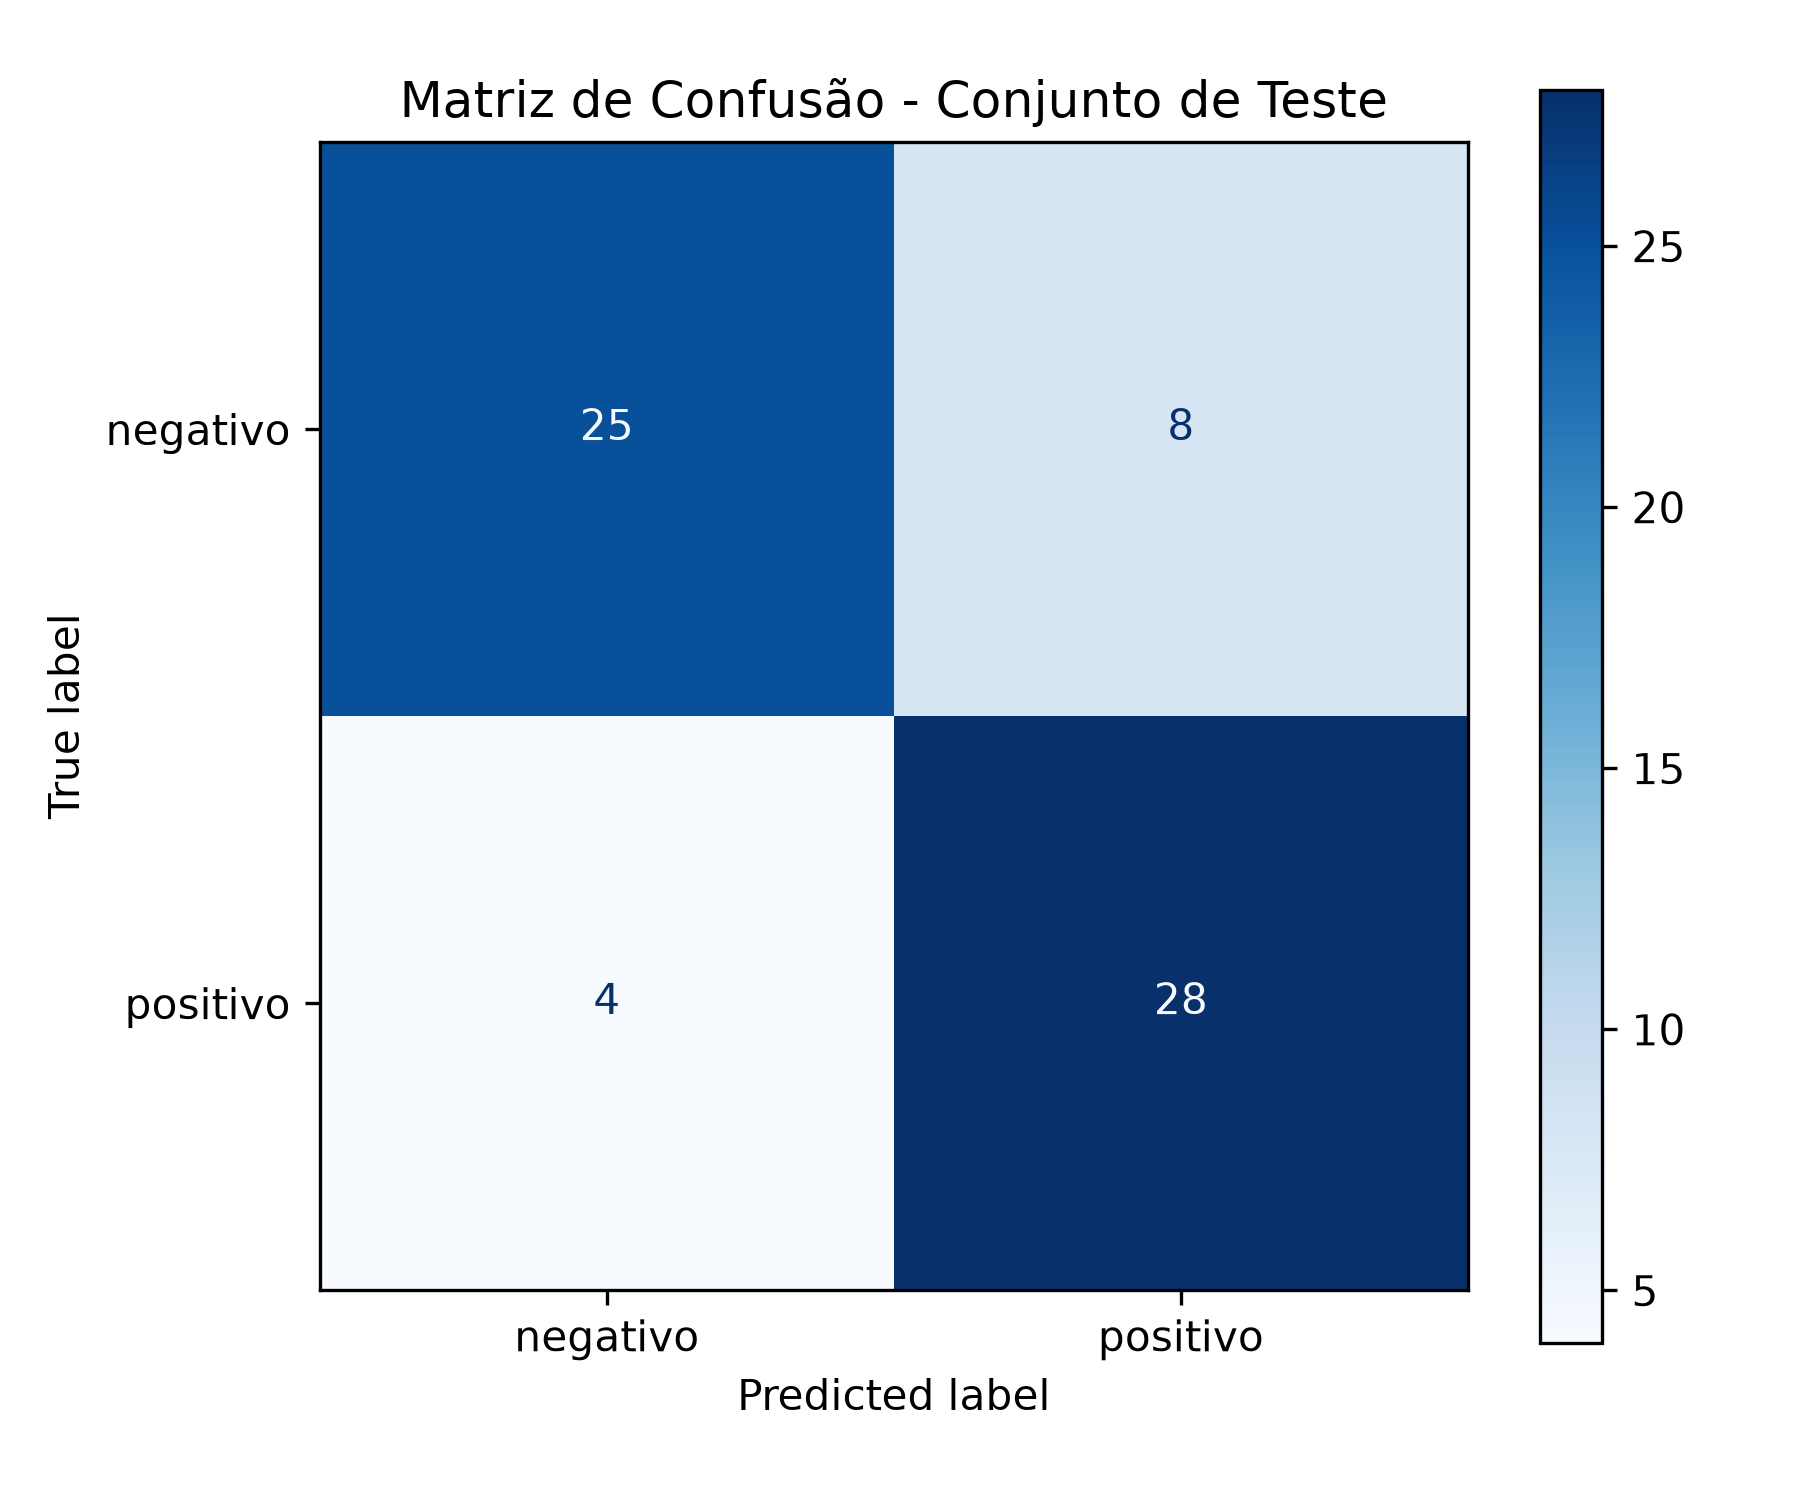 Matriz de Confusão - Conjunto de Teste
True label
negativo
positivo
25
8
4
28
negativo
positivo
Predicted label
25
20
15
10
5